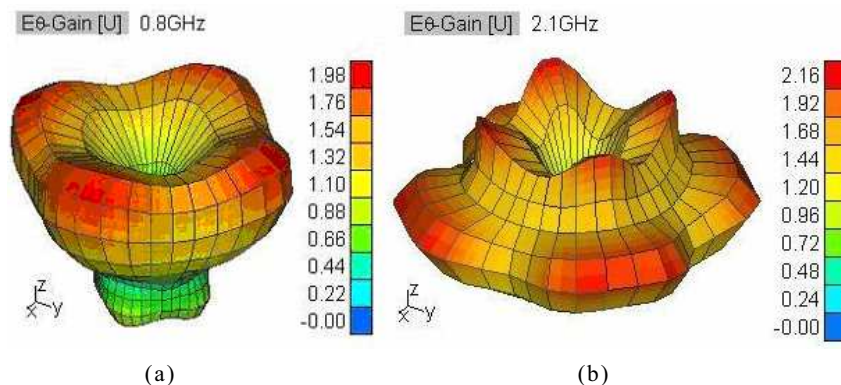 Eθ-Gain [U] 0.8GHz
1.98
1.76
1.54
1.32
1.10
0.88
0.66
0.44
0.22
-0.00
z
x y
(a)
Eθ-Gain [U] 2.1GHz
2.16
1.92
1.68
1.44
1.20
0.96
0.72
0.48
0.24
-0.00
z
x y
(b)